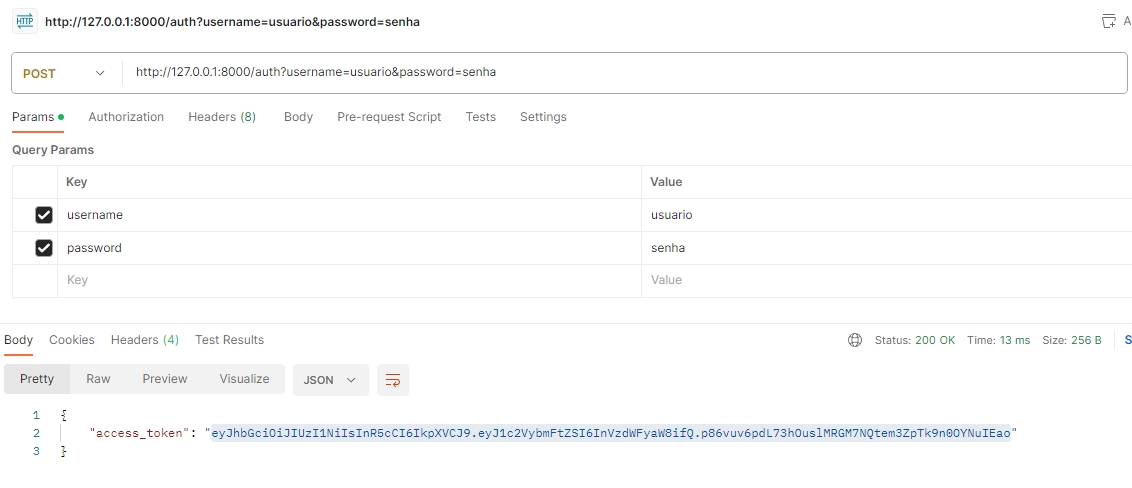 HTTP http://127.0.0.1:8000/auth?username=usuario&password=senha A
POST http://127.0.0.1:8000/auth?username=usuario&password=senha
Params Authorization Headers (8) Body Pre-request Script Tests Settings
Query Params
Key Value
username usuario
password senha
Key Value
Body Cookies Headers (4) Test Results Status: 200 OK Time: 13 ms Size: 256 B S
Pretty Raw Preview Visualize JSON
1 {
2 "access_token": "eyJhbGciOiJIUzI1NiIsInR5cCI6IkpXVCJ9.eyJ1c2VybmFtZSI6InVzdWFyaW8ifQ.p86vuv6pdL73hOuslMRGM7NQtem3ZpTk9n0OYNuIEao"
3 }